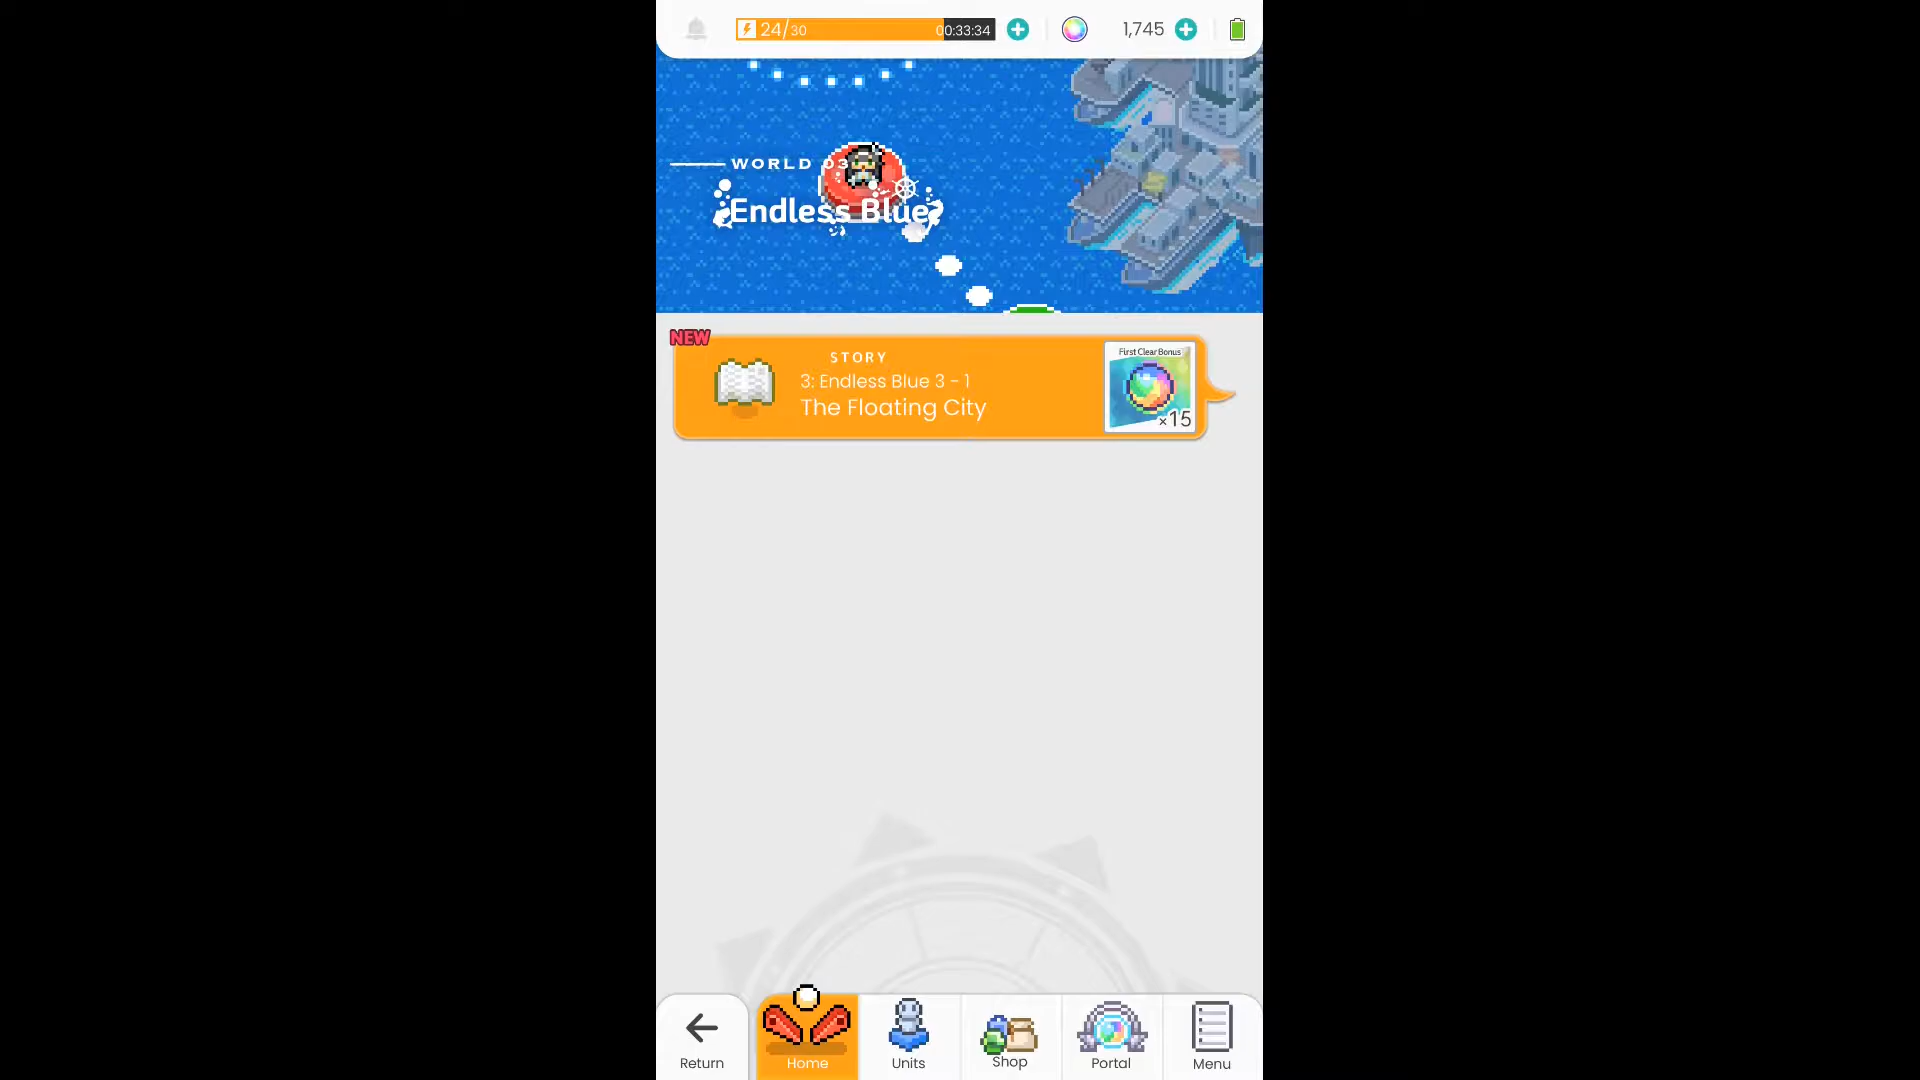 24/30
00:33:34
1,745
WORLD 03
Endless Blue
NEW
STORY
3: Endless Blue 3 - 1
The Floating City
First Clear Bonus
×15
Return
Home
Units
Shop
Portal
Menu